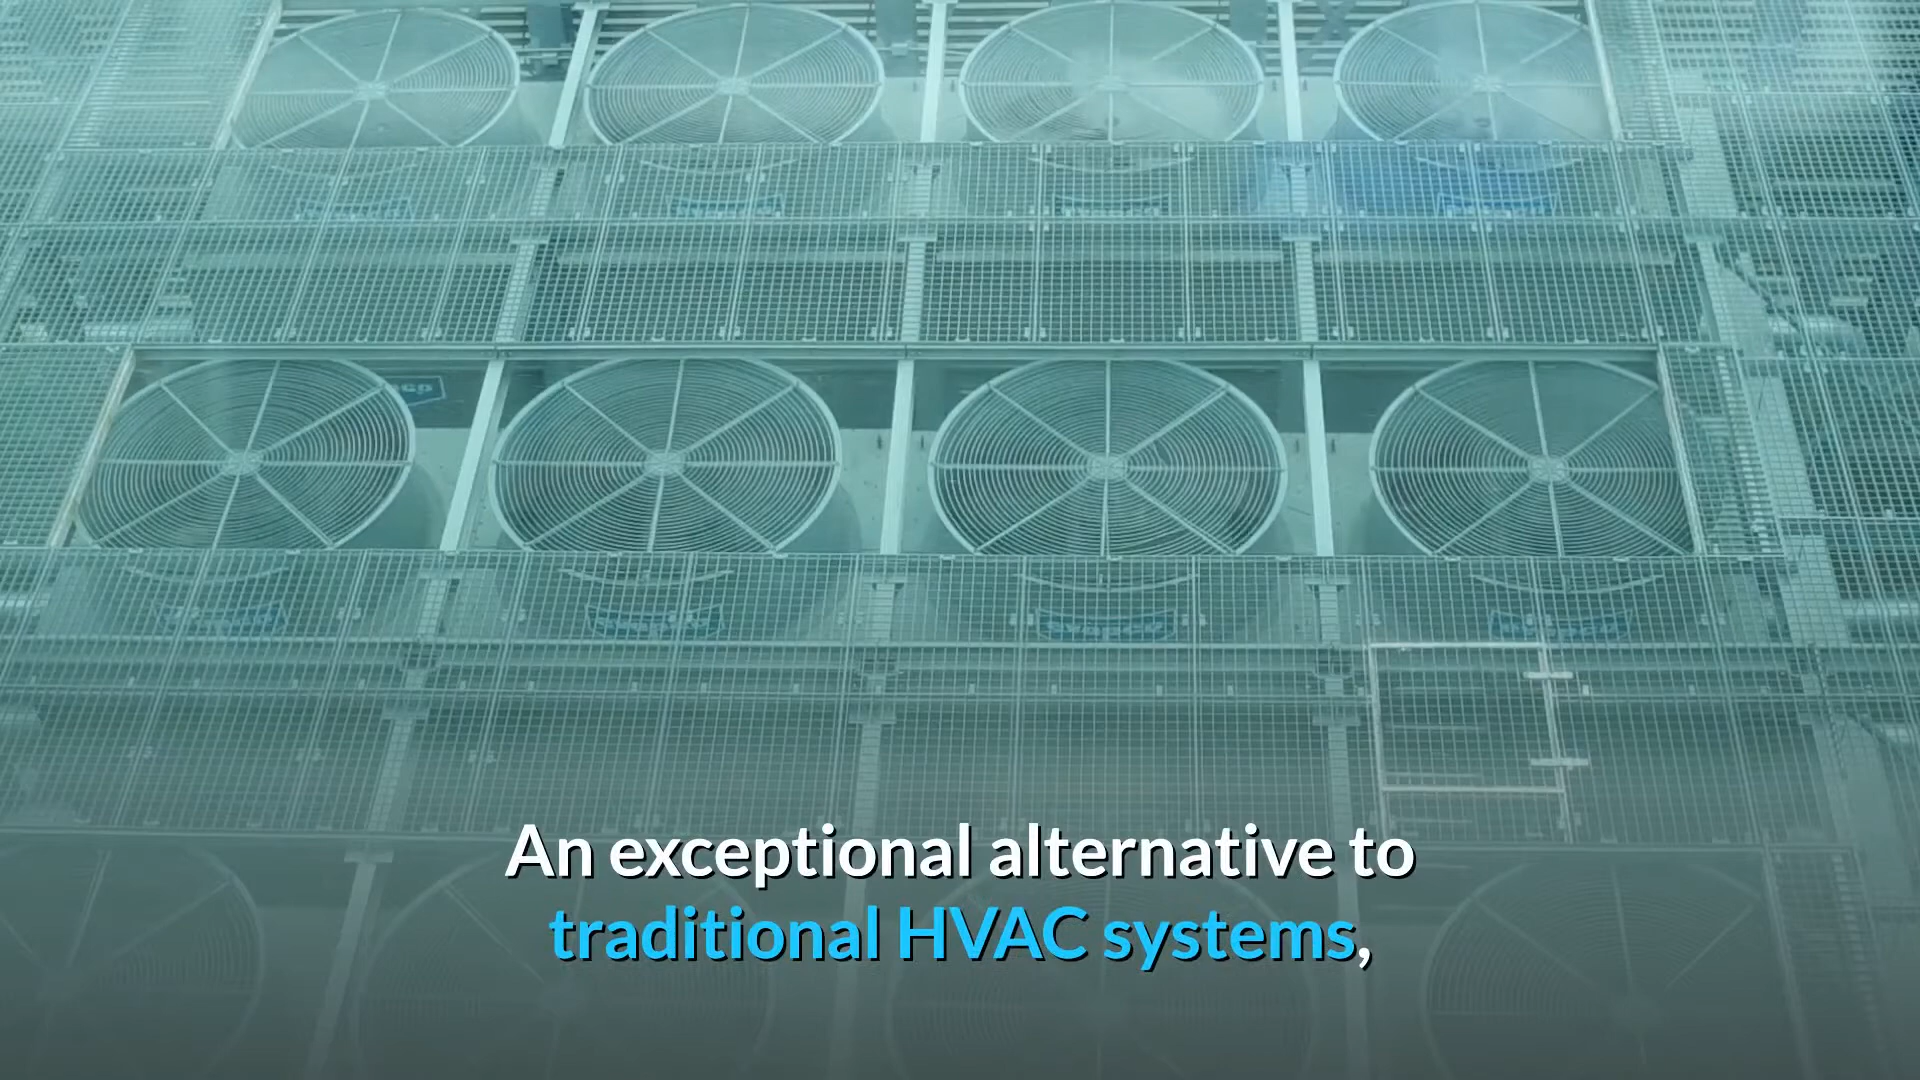 An exceptional alternative to
traditional HVAC systems,